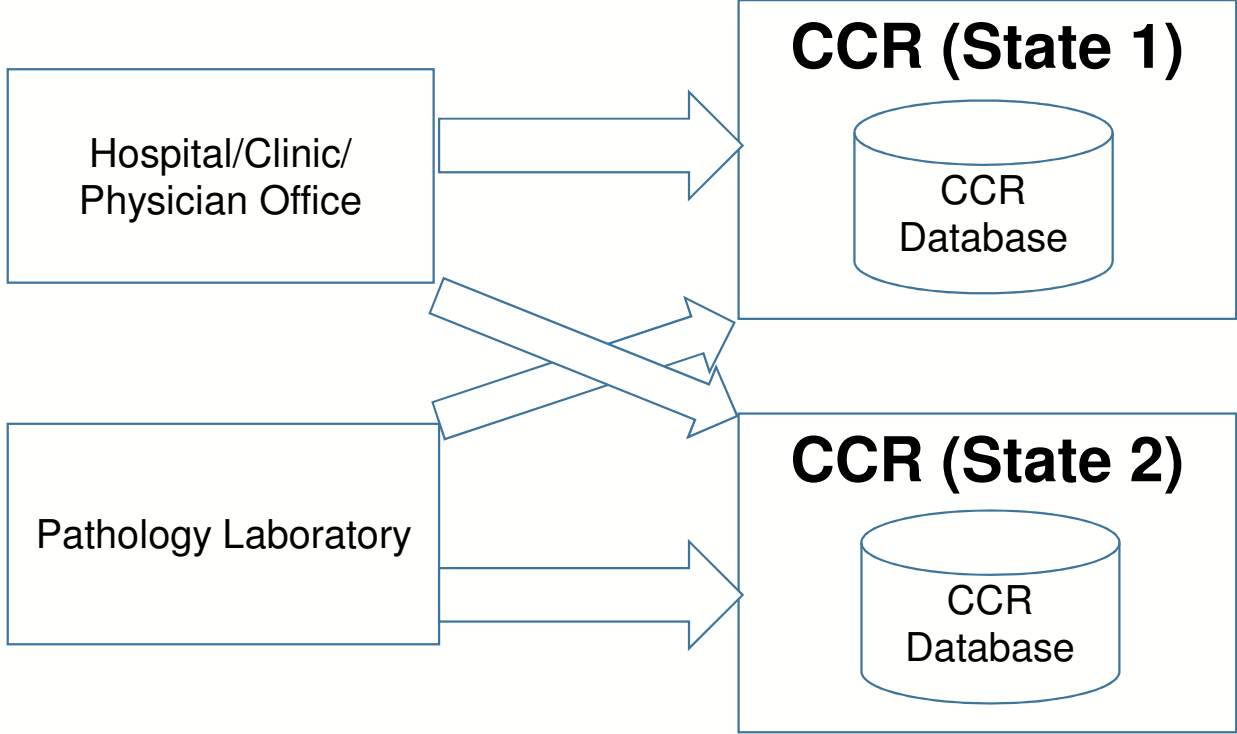 Hospital/Clinic/
Physician Office
CCR (State 1)
CCR
Database
Pathology Laboratory
CCR (State 2)
CCR
Database